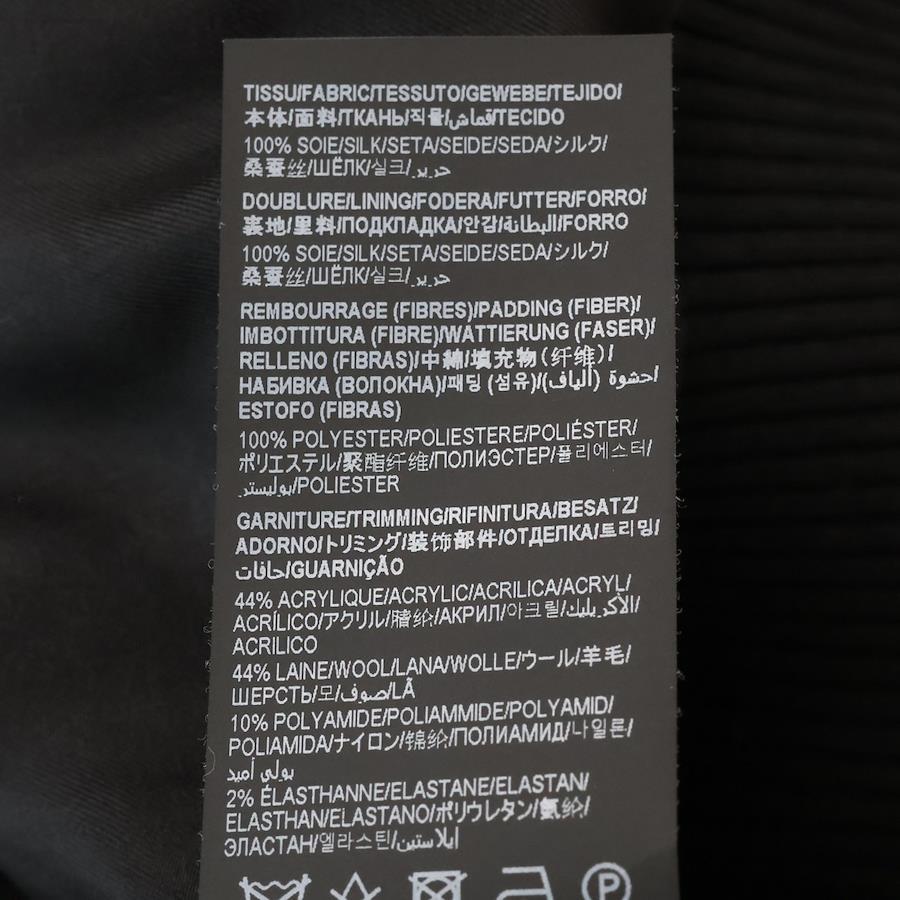 TISSU/FABRIC/TESSUTO/GEWEBE/TEJIDO/
本体/面料/ТКАНЬ/직물/قماش/TECIDO
100% SOIE/SILK/SETA/SEIDE/SEDA/シルク/
桑蚕丝/ШЁЛК/실크/حرير
DOUBLURE/LINING/FODERA/FUTTER/FORRO/
裏地/里料/ПОДКЛАДКА/안감/البطانة/FORRO
100% SOIE/SILK/SETA/SEIDE/SEDA/シルク/
桑蚕丝/ШЁЛК/실크/حرير
REMBOURRAGE (FIBRES)/PADDING (FIBER)/
IMBOTTITURA (FIBRE)/WATTIERUNG (FASER)/
RELLENO (FIBRAS)/中綿/填充物(纤维)/
НАБИВКА (ВОЛОКНА)/패딩 (섬유)/حشوة (ألياف)/
ESTOFO (FIBRAS)
100% POLYESTER/POLIESTERE/POLIÉSTER/
ポリエステル/聚酯纤维/ПОЛИЭСТЕР/폴리에스터/
بوليستر/POLIESTER
GARNITURE/TRIMMING/RIFINITURA/BESATZ/
ADORNO/トリミング/装饰部件/ОТДЕЛКА/트리밍/
حافات/GUARNIÇÃO
44% ACRYLIQUE/ACRYLIC/ACRILICA/ACRYL/
ACRÍLICO/アクリル/腈纶/АКРИЛ/아크릴/الأكريليك/
ACRILICO
44% LAINE/WOOL/LANA/WOLLE/ウール/羊毛/
ШЕРСТЬ/모/صوف/LÃ
10% POLYAMIDE/POLIAMMIDE/POLYAMID/
POLIAMIDA/ナイロン/锦纶/ПОЛИАМИД/나일론/
بولي أميد
2% ÉLASTHANNE/ELASTANE/ELASTAN/
ELASTHAN/ELASTANO/ポリウレタン/氨纶/
ЭЛАСТАН/엘라스틴/ايلاستين
P